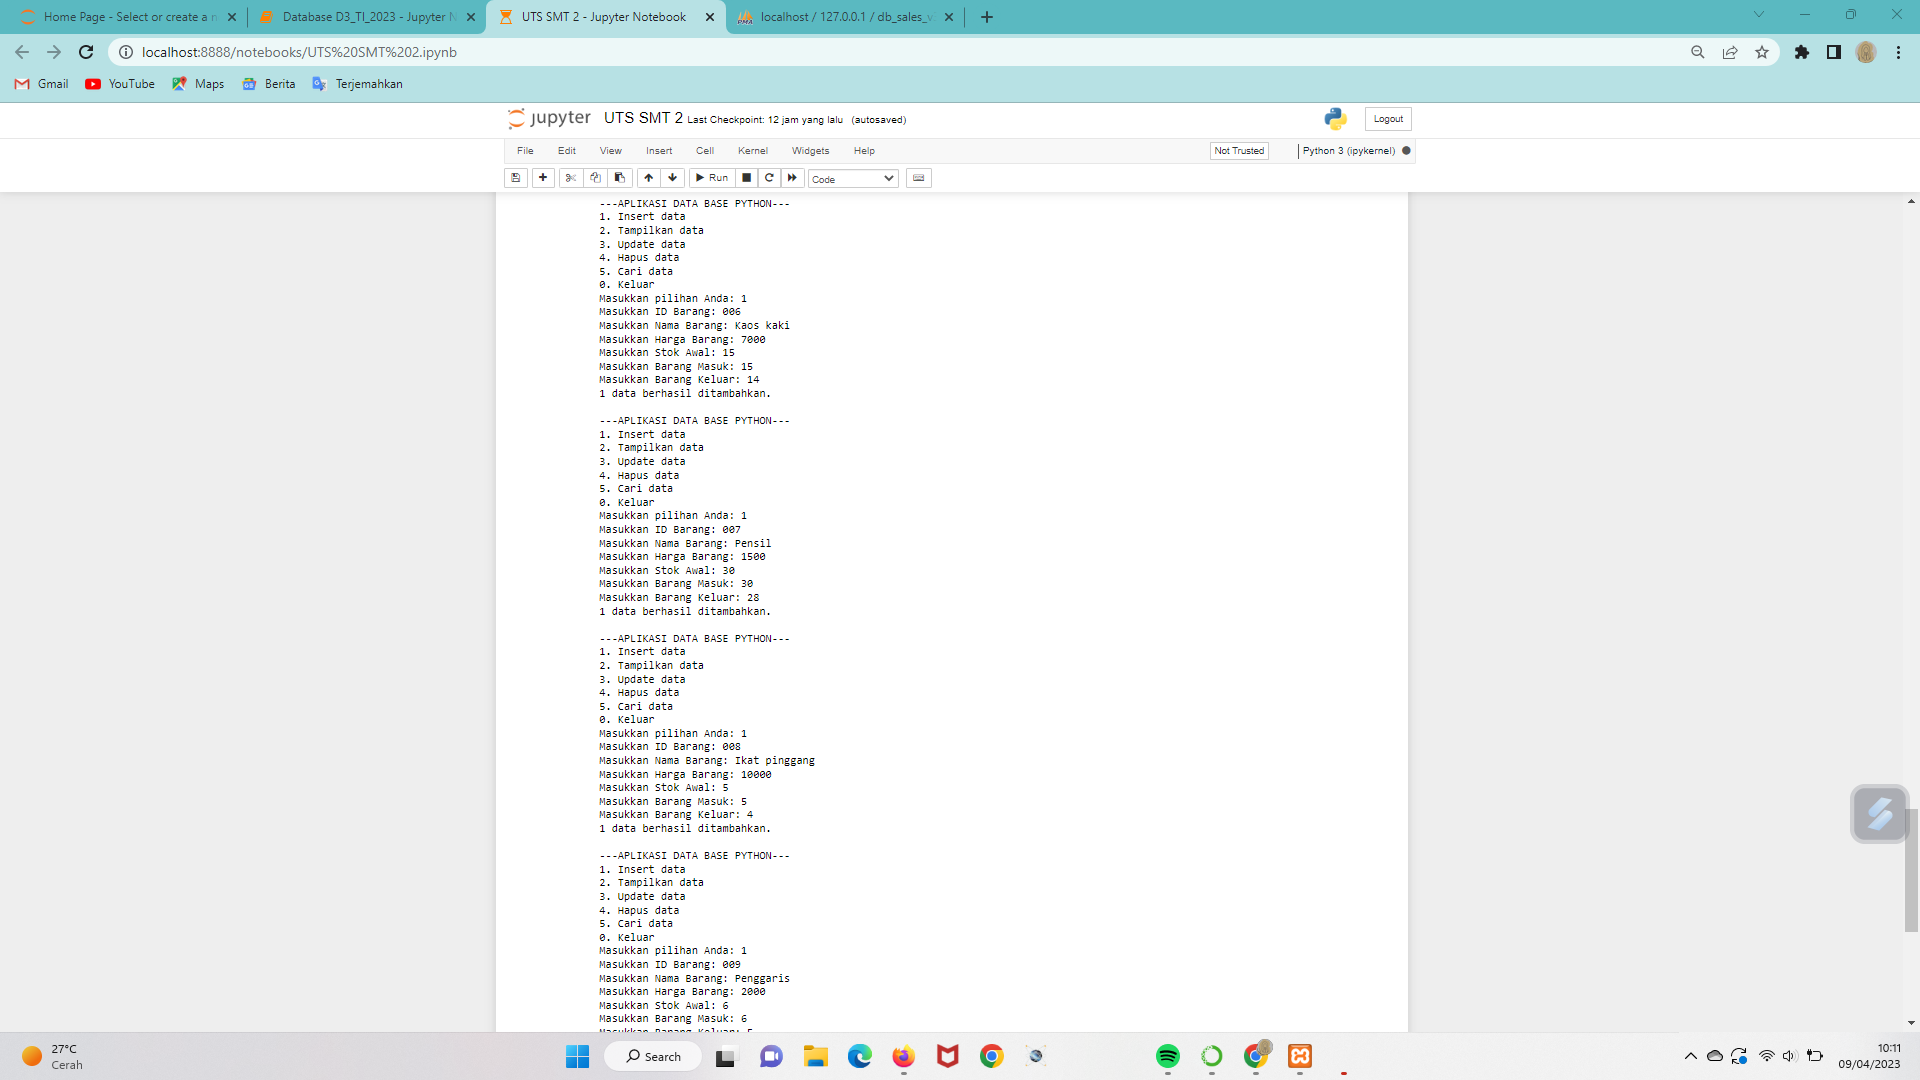 Home Page - Select or create a n
Database D3_TI_2023 - Jupyter N
UTS SMT 2 - Jupyter Notebook
localhost / 127.0.0.1 / db_sales_v
localhost:8888/notebooks/UTS%20SMT%202.ipynb
Gmail
YouTube
Maps
Berita
Terjemahkan
jupyter
UTS SMT 2 Last Checkpoint: 12 jam yang lalu (autosaved)
Logout
File
Edit
View
Insert
Cell
Kernel
Widgets
Help
Not Trusted
Python 3 (ipykernel)
Run
Code
---APLIKASI DATA BASE PYTHON---
1. Insert data
2. Tampilkan data
3. Update data
4. Hapus data
5. Cari data
0. Keluar
Masukkan pilihan Anda: 1
Masukkan ID Barang: 006
Masukkan Nama Barang: Kaos kaki
Masukkan Harga Barang: 7000
Masukkan Stok Awal: 15
Masukkan Barang Masuk: 15
Masukkan Barang Keluar: 14
1 data berhasil ditambahkan.
---APLIKASI DATA BASE PYTHON---
1. Insert data
2. Tampilkan data
3. Update data
4. Hapus data
5. Cari data
0. Keluar
Masukkan pilihan Anda: 1
Masukkan ID Barang: 007
Masukkan Nama Barang: Pensil
Masukkan Harga Barang: 1500
Masukkan Stok Awal: 30
Masukkan Barang Masuk: 30
Masukkan Barang Keluar: 28
1 data berhasil ditambahkan.
---APLIKASI DATA BASE PYTHON---
1. Insert data
2. Tampilkan data
3. Update data
4. Hapus data
5. Cari data
0. Keluar
Masukkan pilihan Anda: 1
Masukkan ID Barang: 008
Masukkan Nama Barang: Ikat pinggang
Masukkan Harga Barang: 10000
Masukkan Stok Awal: 5
Masukkan Barang Masuk: 5
Masukkan Barang Keluar: 4
1 data berhasil ditambahkan.
---APLIKASI DATA BASE PYTHON---
1. Insert data
2. Tampilkan data
3. Update data
4. Hapus data
5. Cari data
0. Keluar
Masukkan pilihan Anda: 1
Masukkan ID Barang: 009
Masukkan Nama Barang: Penggaris
Masukkan Harga Barang: 2000
Masukkan Stok Awal: 6
Masukkan Barang Masuk: 6
Masukkan Barang Keluar: 5
27°C
Cerah
Search
10:11
09/04/2023